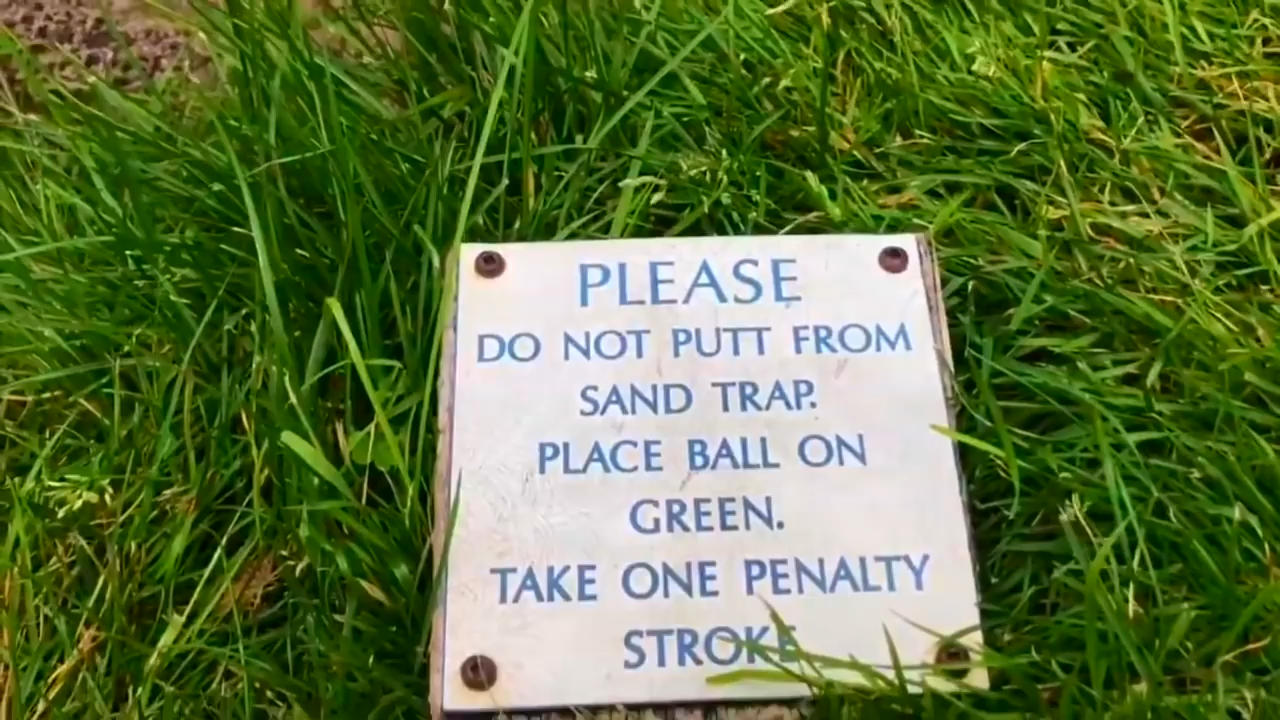 PLEASE
DO NOT PUTT FROM
SAND TRAP.
PLACE BALL ON
GREEN.
TAKE ONE PENALTY
STROKE